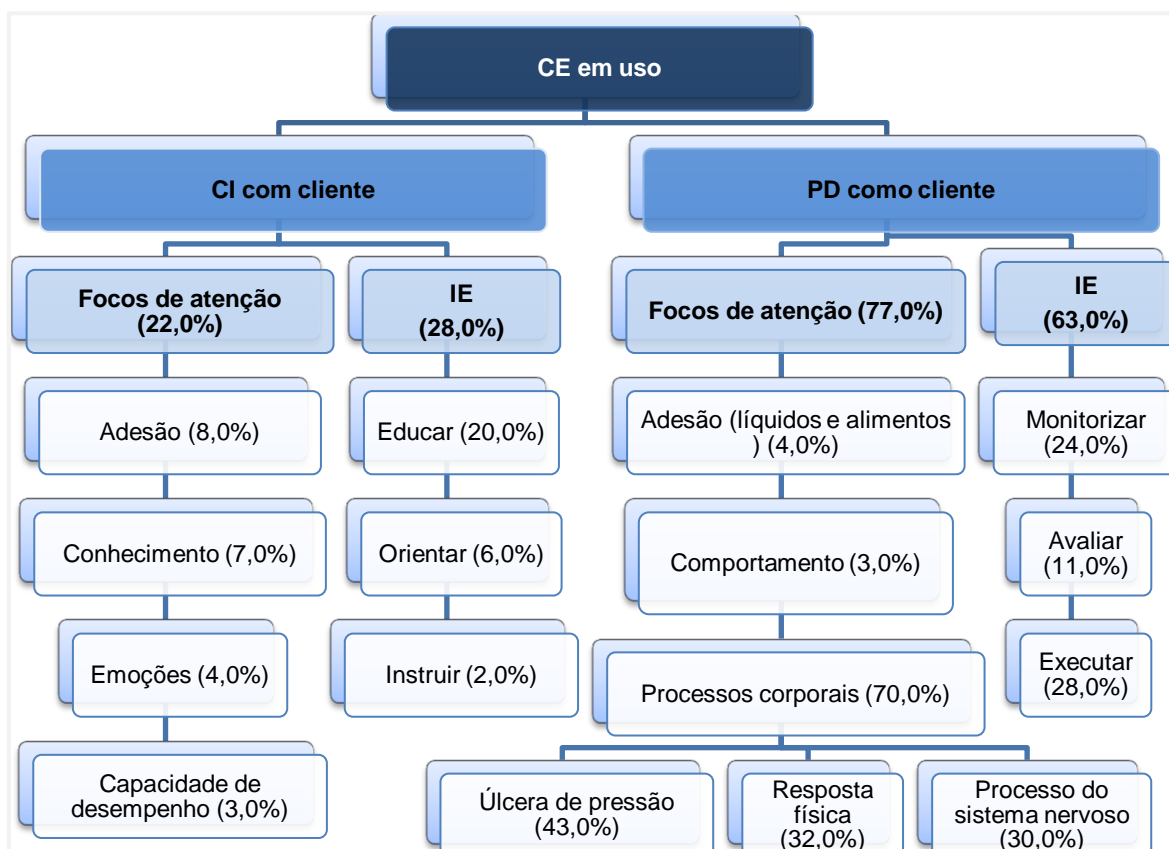 CE em uso
CI com cliente
PD como cliente
Focos de atenção
(22,0%)
IE
(28,0%)
Focos de atenção (77,0%)
IE
(63,0%)
Adesão (8,0%)
Educar (20,0%)
Adesão (líquidos e alimentos
) (4,0%)
Monitorizar
(24,0%)
Conhecimento (7,0%)
Orientar (6,0%)
Comportamento (3,0%)
Avaliar
(11,0%)
Emoções (4,0%)
Instruir (2,0%)
Processos corporais (70,0%)
Executar
(28,0%)
Capacidade de
desempenho (3,0%)
Úlcera de pressão
(43,0%)
Resposta
física
(32,0%)
Processo do
sistema nervoso
(30,0%)